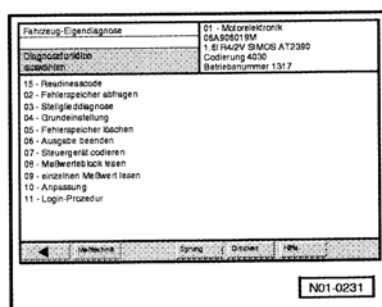 Fahrzeug-Eigendiagnose
01 - Motorelektronik
06A906019M
1.6l R4/2V SIMOS AT2390
Codierung 4030
Betriebsnummer 1317
Diagnosefunktion
auswählen
15 - Readinesscode
02 - Fehlerspeicher abfragen
03 - Stellglieddiagnose
04 - Grundeinstellung
05 - Fehlerspeicher löschen
06 - Ausgabe beenden
07 - Steuergerät codieren
08 - Meßwerteblock lesen
09 - einzelnen Meßwert lesen
10 - Anpassung
11 - Login-Prozedur
Meßtechnik
Sprung
Drucken
Hilfe
N01-0231